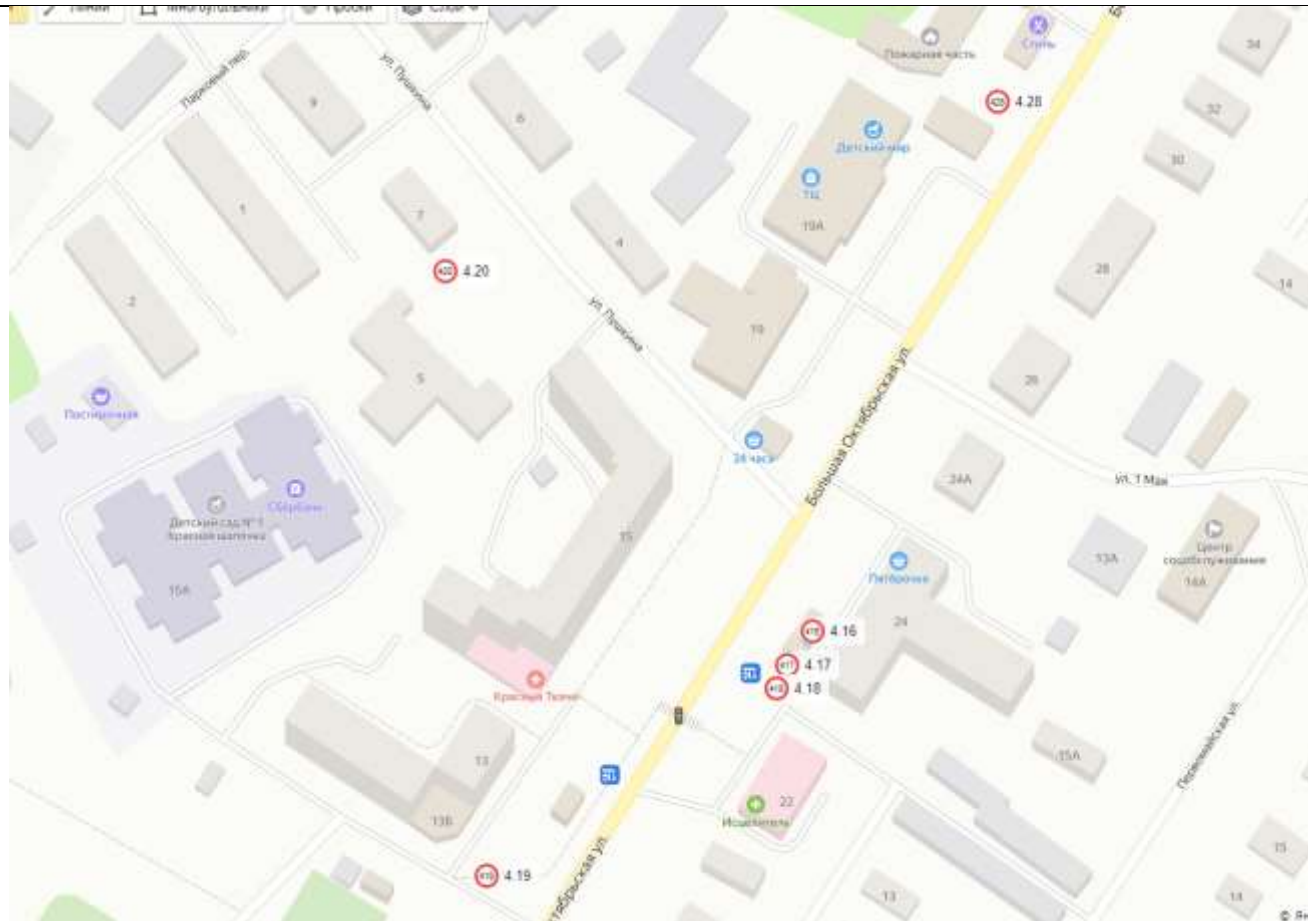 Линии
Многоугольники
Пробки
Слои
Пожарная часть
Стиль
34
4.28
32
30
Парковый пер.
ул. Пушкина
9
6
Детский мир
ТЦ
19А
1
7
4
28
14
4.20
2
ул. Пушкина
19
5
26
Постирочная
24 часа
Большая Октябрьская ул.
24А
ул. 1 Мая
Сбербанк
Детский сад № 1
Красная шапочка
15А
15
Пятёрочка
13А
Центр
соцобслуживания
14А
24
4.16
4.17
4.18
Красный Ткач
Первомайская ул.
15А
13
22
Исцелитель
13В
15
4.19
13
14